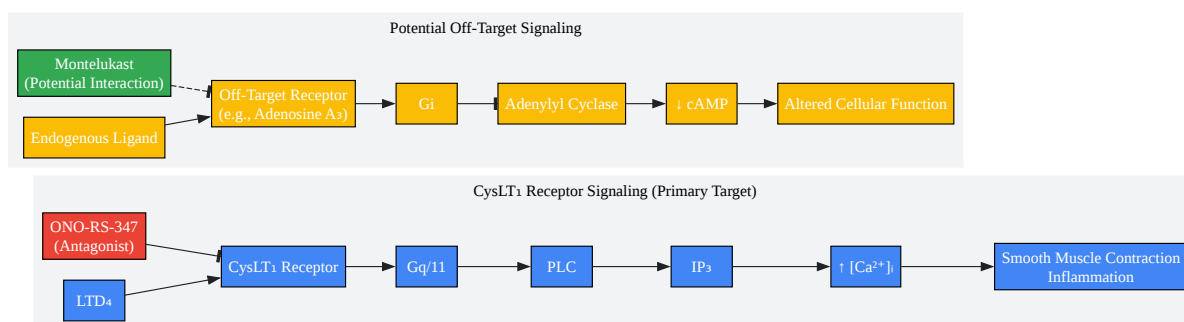 Potential Off-Target Signaling
Montelukast
(Potential Interaction)
Endogenous Ligand
Off-Target Receptor
(e.g., Adenosine A₃)
Gi
Adenylyl Cyclase
↓ cAMP
Altered Cellular Function
CysLT₁ Receptor Signaling (Primary Target)
ONO-RS-347
(Antagonist)
LTD₄
CysLT₁ Receptor
Gq/11
PLC
IP₃
↑ [Ca²⁺]ᵢ
Smooth Muscle Contraction
Inflammation